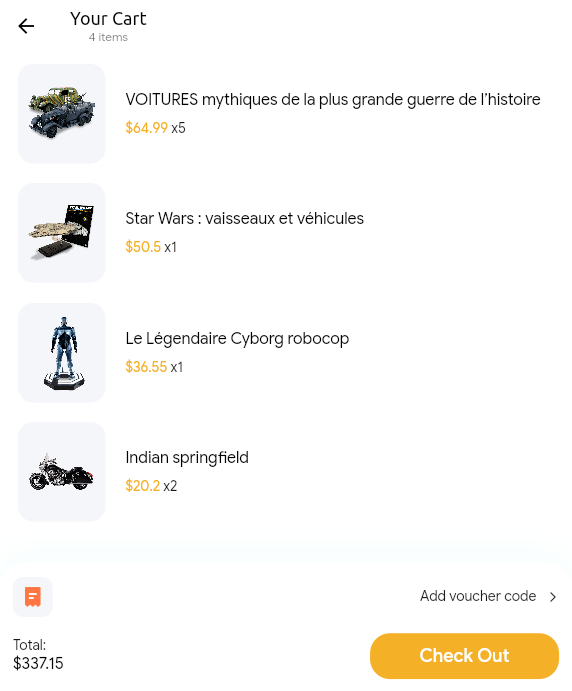 Your Cart
4 items
VOITURES mythiques de la plus grande guerre de l'histoire
$64.99 x5
Star Wars : vaisseaux et véhicules
$50.5 x1
Le Légendaire Cyborg robocop
$36.55 x1
Indian springfield
$20.2 x2
Add voucher code
Total:
$337.15
Check Out